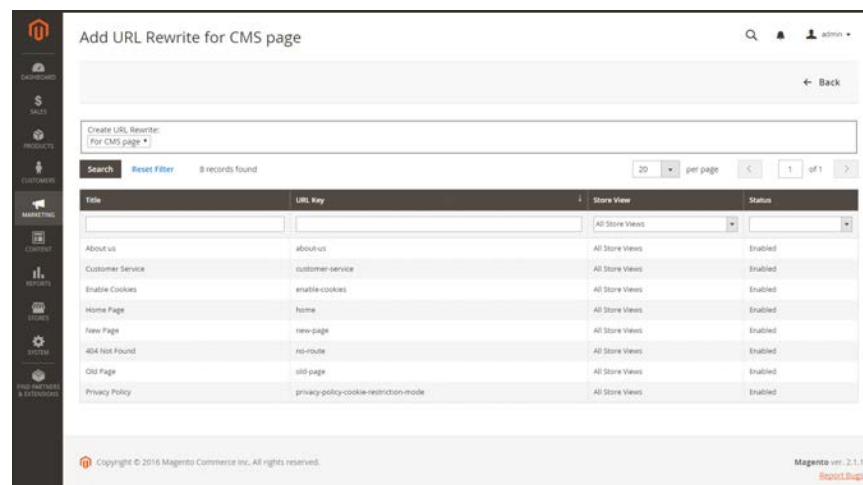 Add URL Rewrite for CMS page
admin
DASHBOARD
SALES
PRODUCTS
CUSTOMERS
MARKETING
CONTENT
REPORTS
STORES
SYSTEM
FIND PARTNERS
& EXTENSIONS
← Back
Create URL Rewrite:
For CMS page
Search Reset Filter 8 records found 20 per page 1 of 1
Title URL Key ↓ Store View Status
All Store Views
About us about-us All Store Views Enabled
Customer Service customer-service All Store Views Enabled
Enable Cookies enable-cookies All Store Views Enabled
Home Page home All Store Views Enabled
New Page new-page All Store Views Enabled
404 Not Found no-route All Store Views Enabled
Old Page old-page All Store Views Enabled
Privacy Policy privacy-policy-cookie-restriction-mode All Store Views Enabled
Copyright © 2016 Magento Commerce Inc. All rights reserved. Magento ver. 2.1.1
Report Bugs